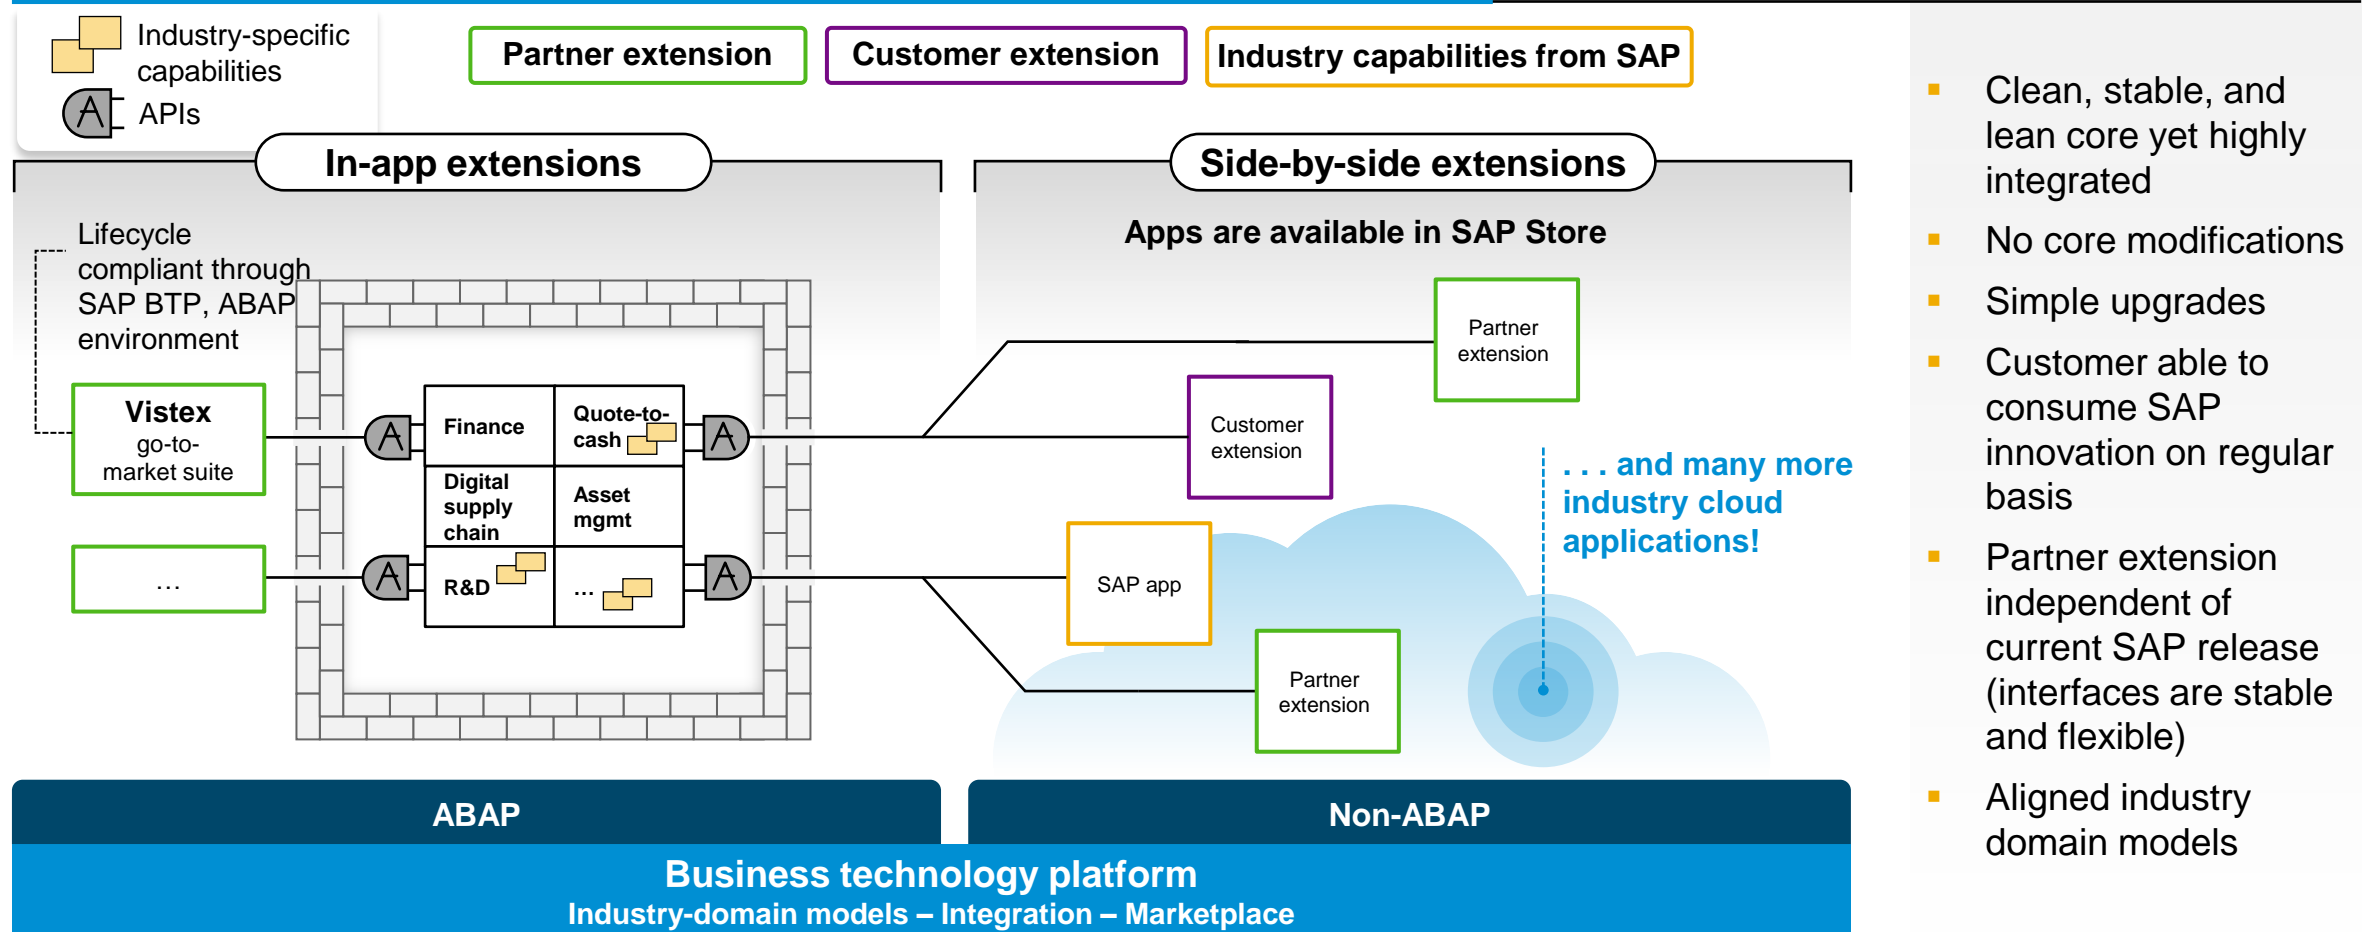 Industry-specific
capabilities
APIs
Partner extension
Customer extension
Industry capabilities from SAP
In-app extensions
Side-by-side extensions
Lifecycle
compliant through
SAP BTP, ABAP
environment
Apps are available in SAP Store
Vistex
go-to-
market suite
…
A
A
A
A
A
Finance
Quote-to-
cash
Digital
supply
chain
Asset
mgmt
R&D
...
Partner
extension
Customer
extension
SAP app
Partner
extension
. . . and many more
industry cloud
applications!
ABAP
Non-ABAP
Business technology platform
Industry-domain models – Integration – Marketplace
▪ Clean, stable, and
lean core yet highly
integrated
▪ No core modifications
▪ Simple upgrades
▪ Customer able to
consume SAP
innovation on regular
basis
▪ Partner extension
independent of
current SAP release
(interfaces are stable
and flexible)
▪ Aligned industry
domain models